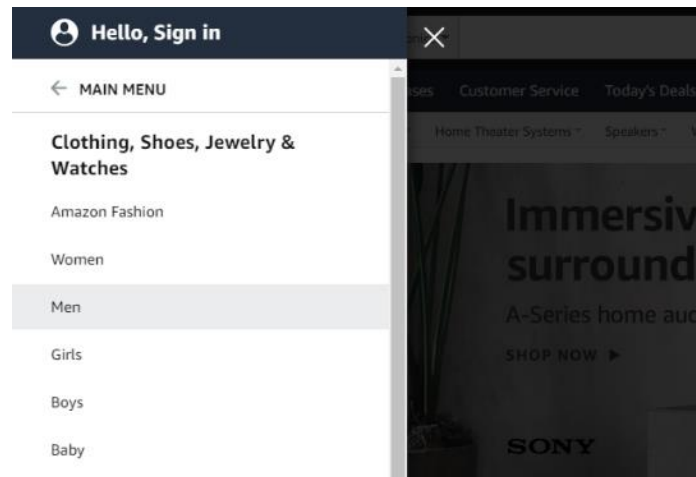 Hello, Sign in
MAIN MENU
Clothing, Shoes, Jewelry &
Watches
Amazon Fashion
Women
Men
Girls
Boys
Baby
Customer Service Today's Deals
Home Theater Systems Speakers
Immersiv
surround
A-Series home aud
SHOP NOW
SONY